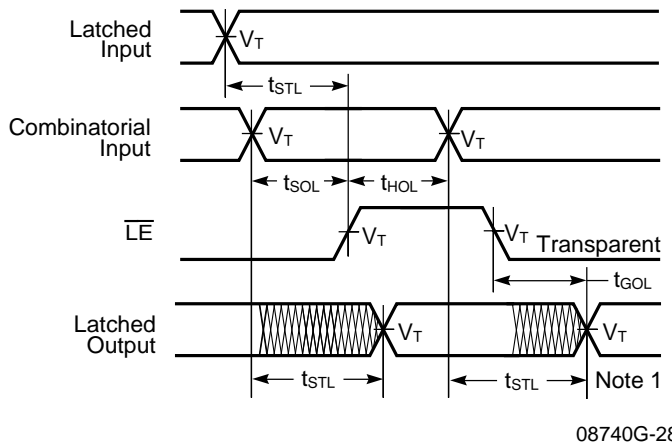 Latched
Input
V_T
t_STL
Combinatorial
Input
V_T
V_T
t_SOL
t_HOL
L̅E̅
V_T
V_T
Transparent
t_GOL
Latched
Output
V_T
V_T
t_STL
t_STL
Note 1
08740G-28